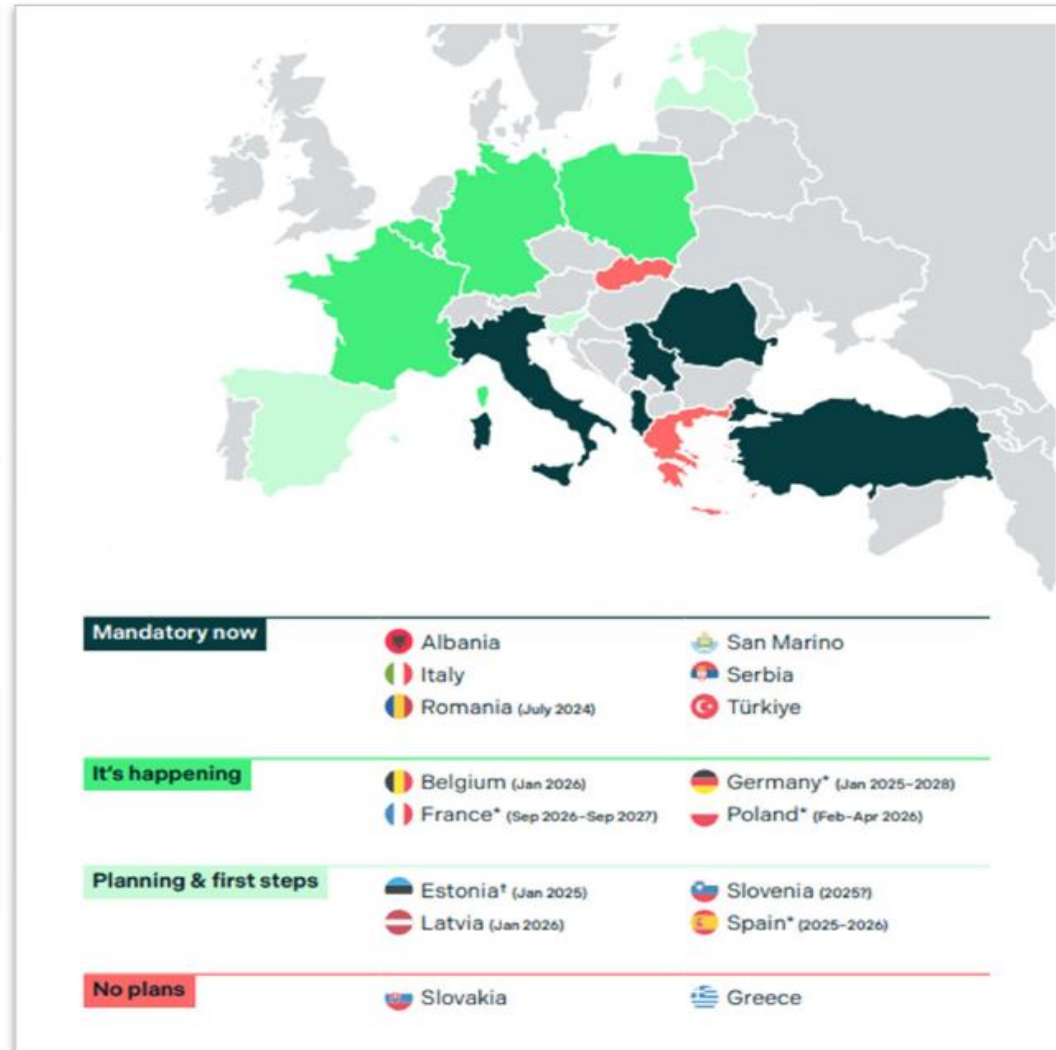 Mandatory now
Albania
San Marino
Italy
Serbia
Romania (July 2024)
Türkiye
It's happening
Belgium (Jan 2026)
Germany* (Jan 2025–2028)
France* (Sep 2026–Sep 2027)
Poland* (Feb–Apr 2026)
Planning & first steps
Estonia† (Jan 2025)
Slovenia (2025?)
Latvia (Jan 2026)
Spain* (2025–2026)
No plans
Slovakia
Greece